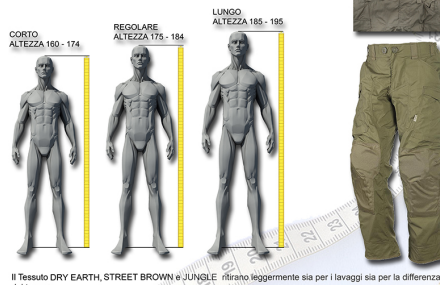 LUNGO
ALTEZZA 185 - 195
REGOLARE
ALTEZZA 175 - 184
CORTO
ALTEZZA 160 - 174
Il Tessuto DRY EARTH, STREET BROWN e JUNGLE ritirano leggermente sia per i lavaggi sia per la differenza